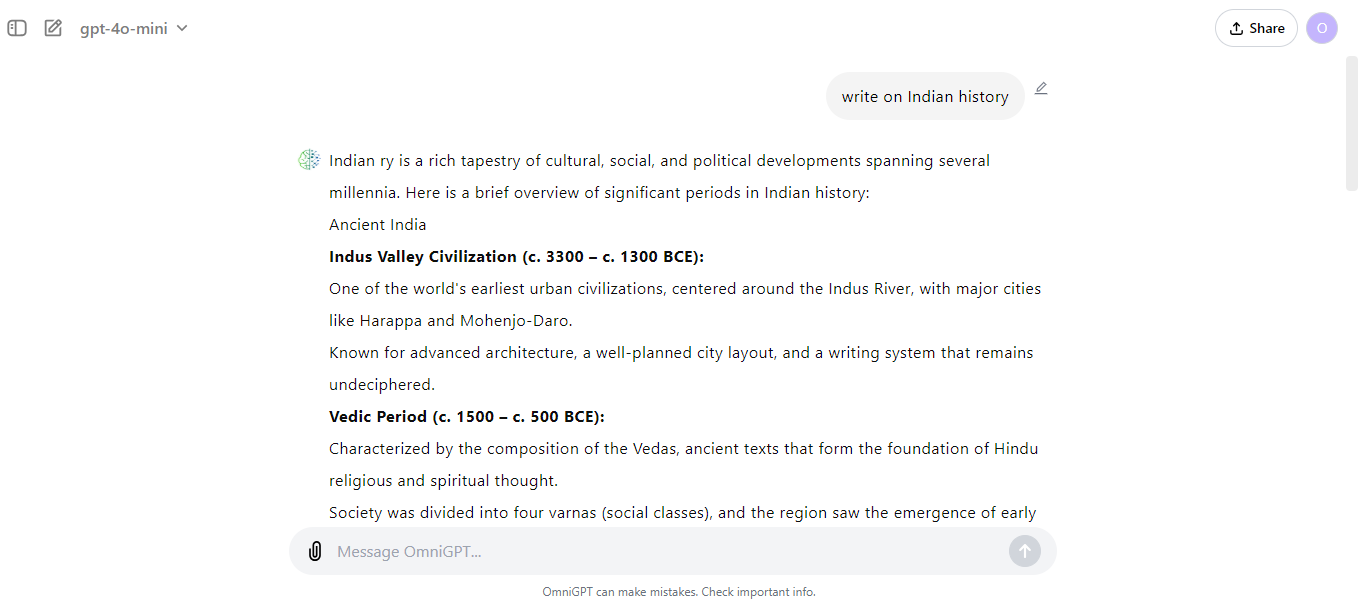 gpt-4o-mini
Share
O
write on Indian history
Indian ry is a rich tapestry of cultural, social, and political developments spanning several
millennia. Here is a brief overview of significant periods in Indian history:
Ancient India
Indus Valley Civilization (c. 3300 – c. 1300 BCE):
One of the world's earliest urban civilizations, centered around the Indus River, with major cities
like Harappa and Mohenjo-Daro.
Known for advanced architecture, a well-planned city layout, and a writing system that remains
undeciphered.
Vedic Period (c. 1500 – c. 500 BCE):
Characterized by the composition of the Vedas, ancient texts that form the foundation of Hindu
religious and spiritual thought.
Society was divided into four varnas (social classes), and the region saw the emergence of early
Message OmniGPT...
OmniGPT can make mistakes. Check important info.